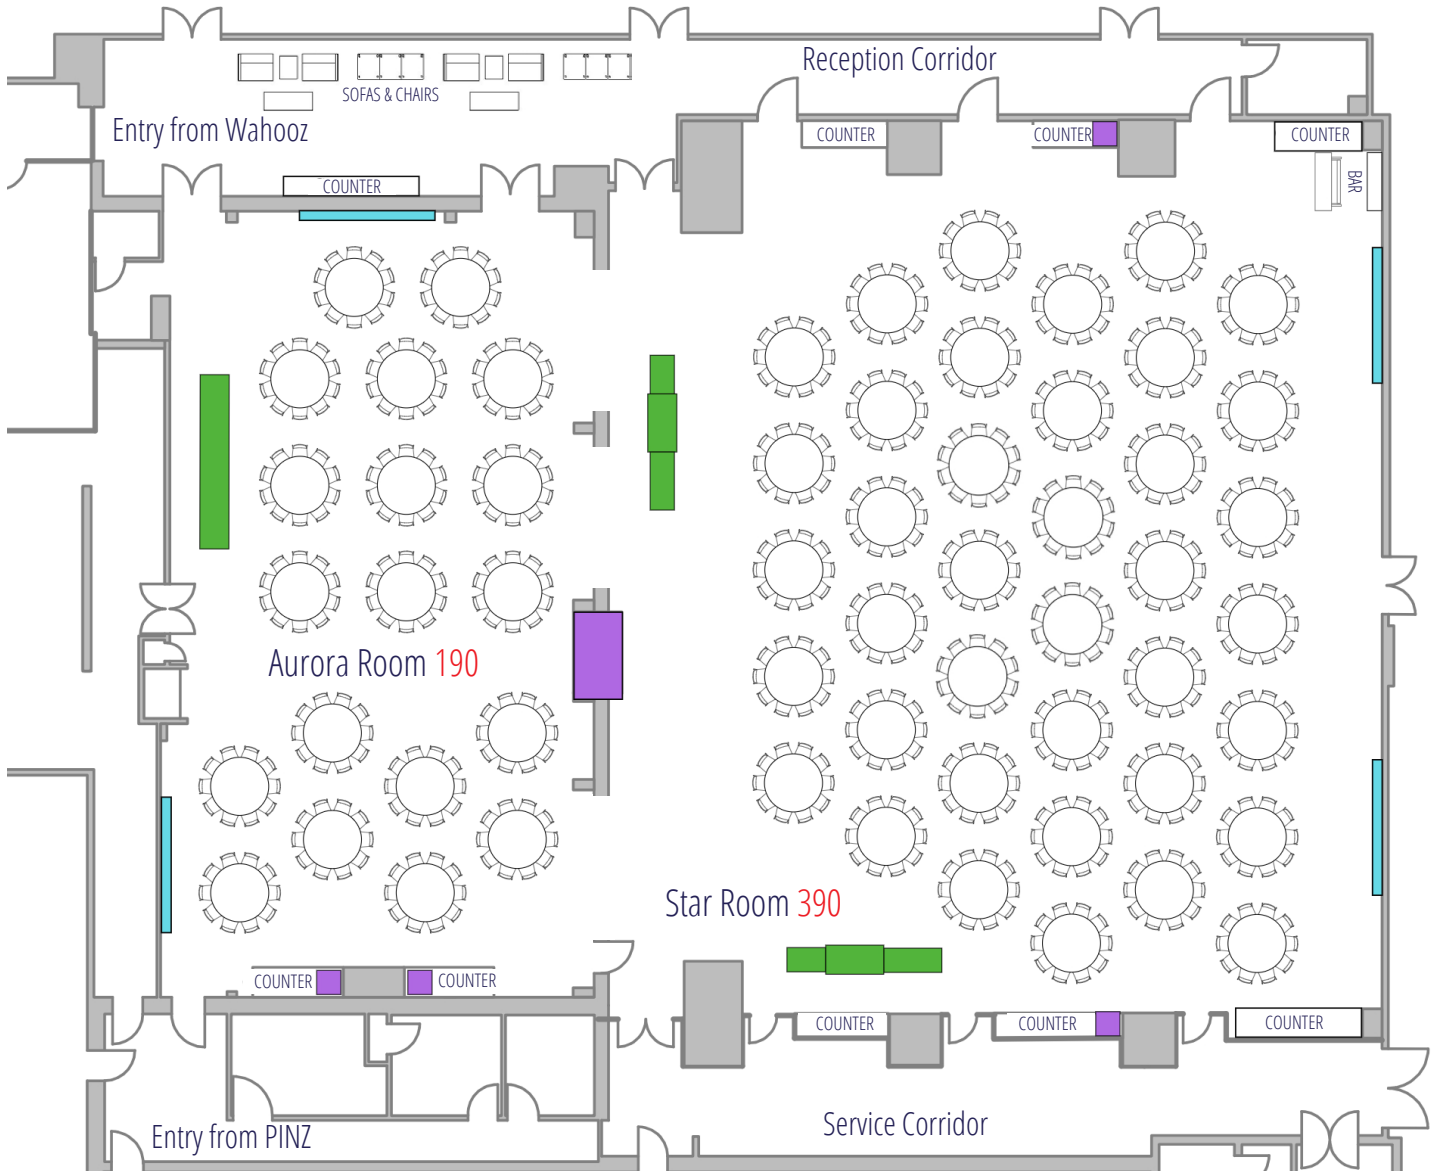 Reception Corridor
SOFAS & CHAIRS
Entry from Wahooz
COUNTER
COUNTER
COUNTER
COUNTER
BAR
Aurora Room 190
Star Room 390
COUNTER
COUNTER
COUNTER
COUNTER
COUNTER
Service Corridor
Entry from PINZ